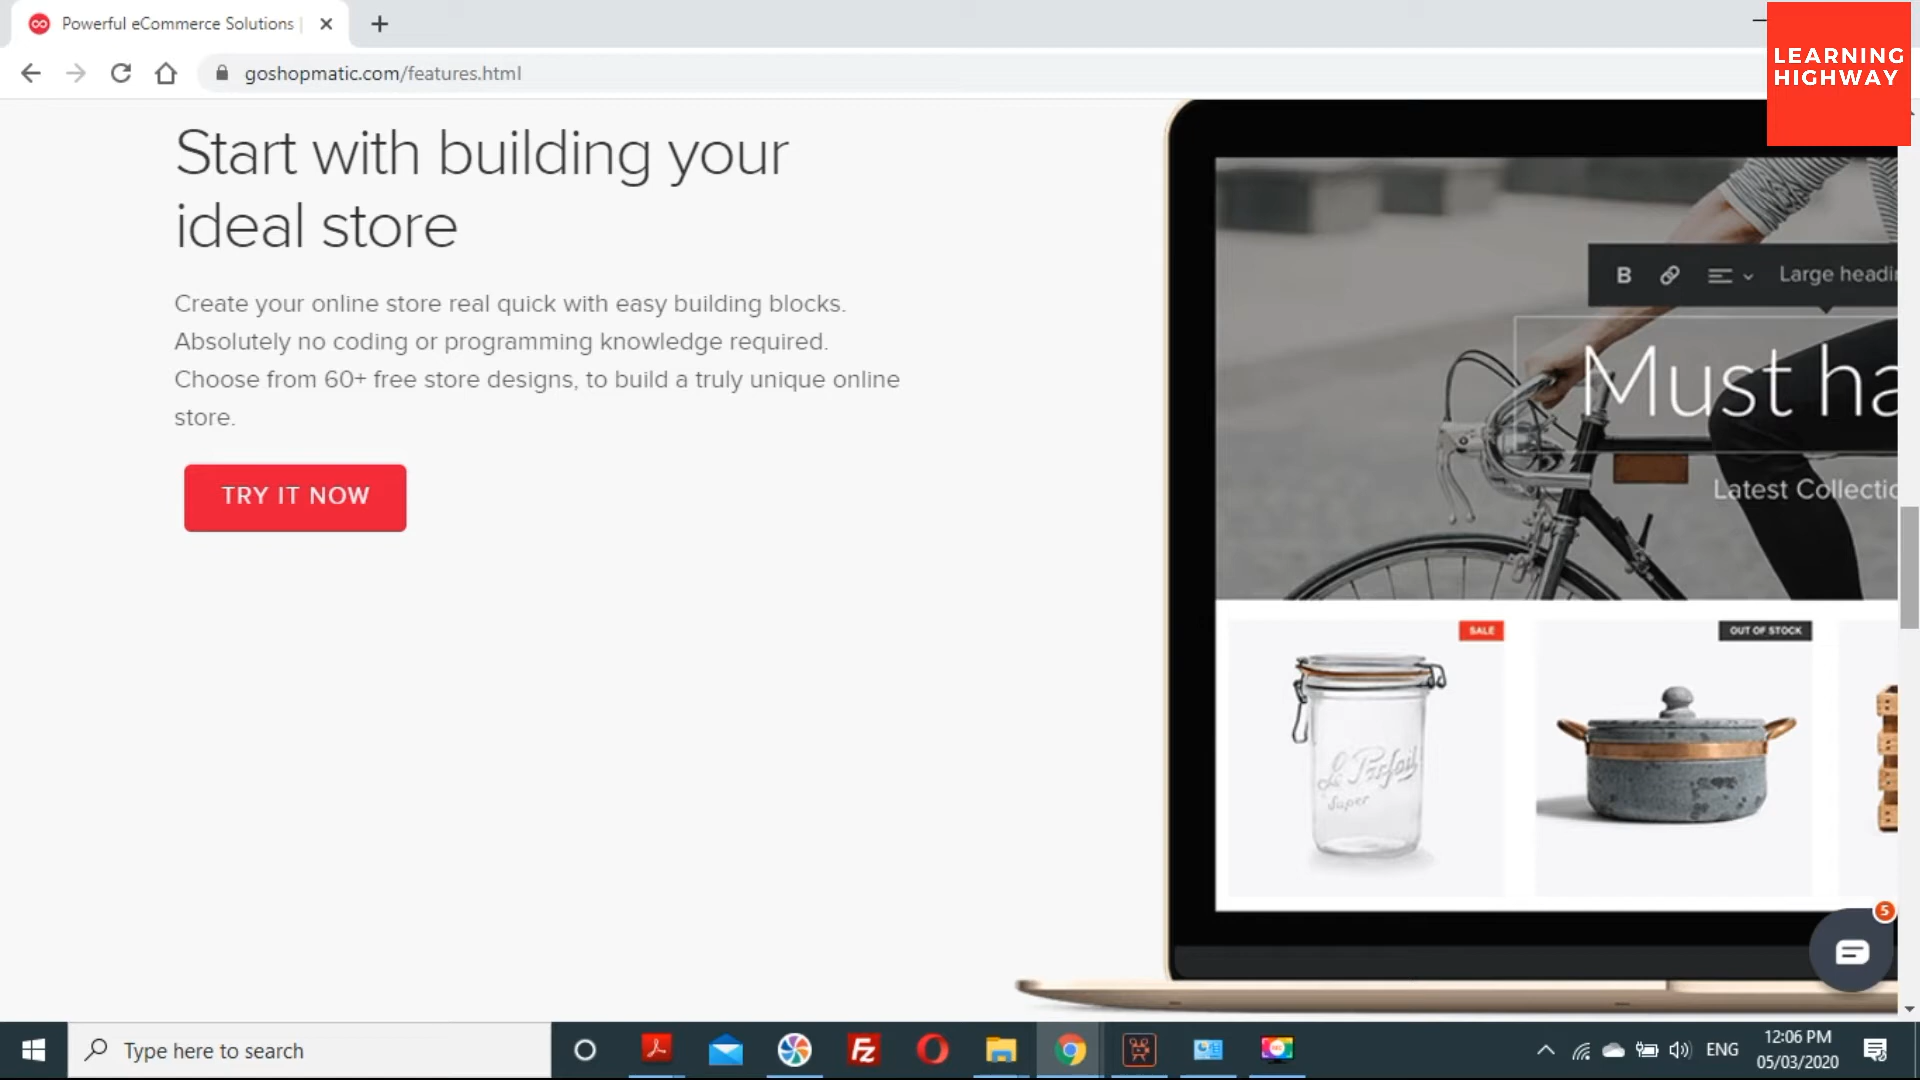 Powerful eCommerce Solutions |
goshopmatic.com/features.html
LEARNING
HIGHWAY
Start with building your
ideal store
Create your online store real quick with easy building blocks.
Absolutely no coding or programming knowledge required.
Choose from 60+ free store designs, to build a truly unique online
store.
TRY IT NOW
B
Large headi
Must ha
Latest Collectio
SALE
OUT OF STOCK
Le Parfait
Super
5
Type here to search
ENG
12:06 PM
05/03/2020